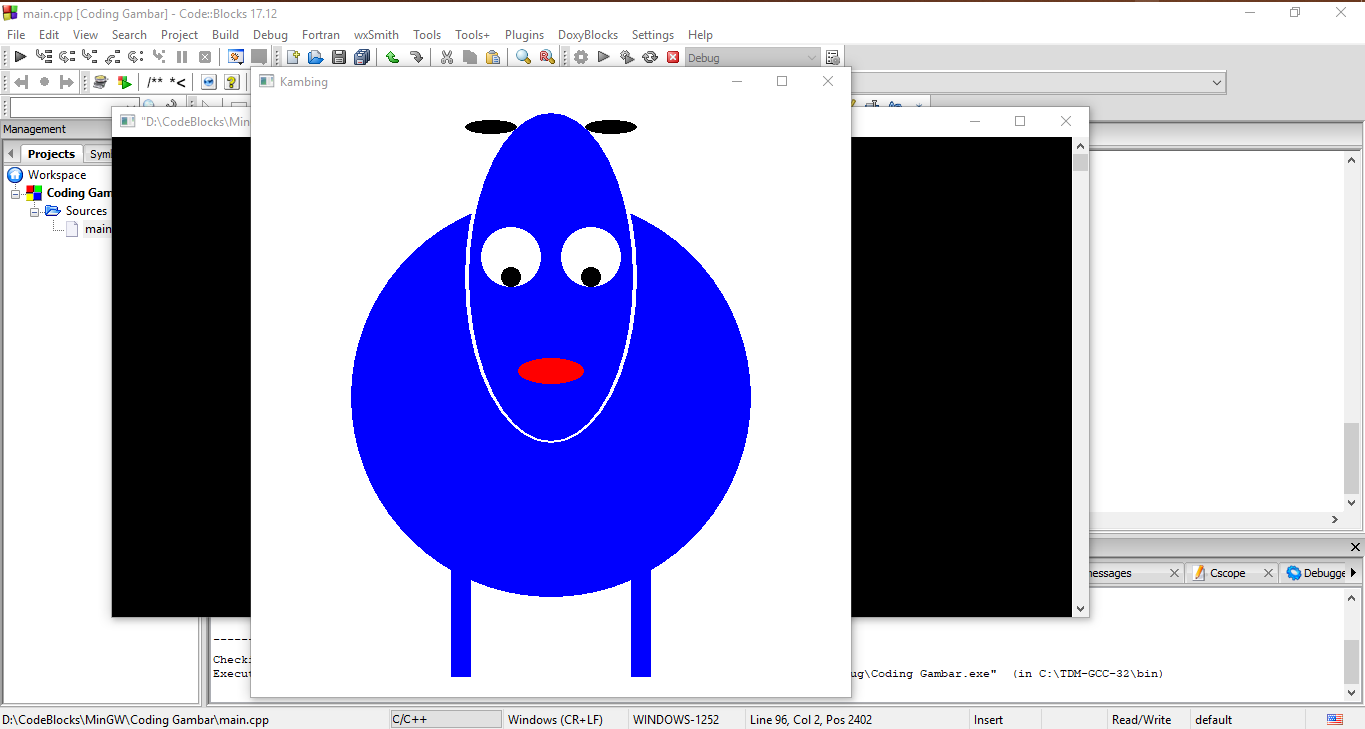 main.cpp [Coding Gambar] - Code::Blocks 17.12
File Edit View Search Project Build Debug Fortran wxSmith Tools Tools+ Plugins DoxyBlocks Settings Help
Debug
/** *<
Kambing
"D:\CodeBlocks\Min
Management
Projects Sym
Workspace
Coding Gam
Sources
main
essages Cscope Debugge
Checki
Execut ug\Coding Gambar.exe" (in C:\TDM-GCC-32\bin)
D:\CodeBlocks\MinGW\Coding Gambar\main.cpp C/C++ Windows (CR+LF) WINDOWS-1252 Line 96, Col 2, Pos 2402 Insert Read/Write default